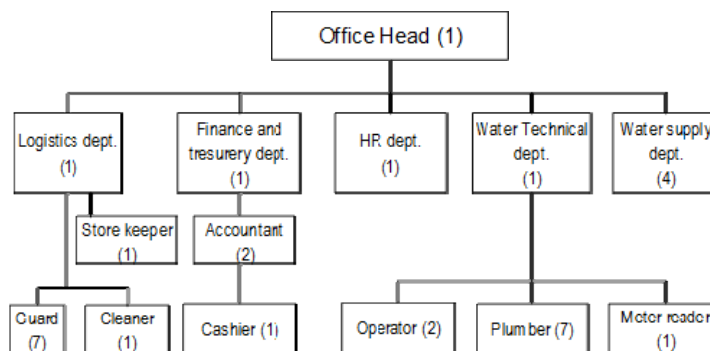 Office Head (1)
Logistics dept.
(1)
Finance and
tresurery dept.
(1)
HR dept.
(1)
Water Technical
dept.
(1)
Water supply
dept.
(4)
Store keeper
(1)
Accountant
(2)
Guard
(7)
Cleaner
(1)
Cashier (1)
Operator (2)
Plumber (7)
Meter reader
(1)